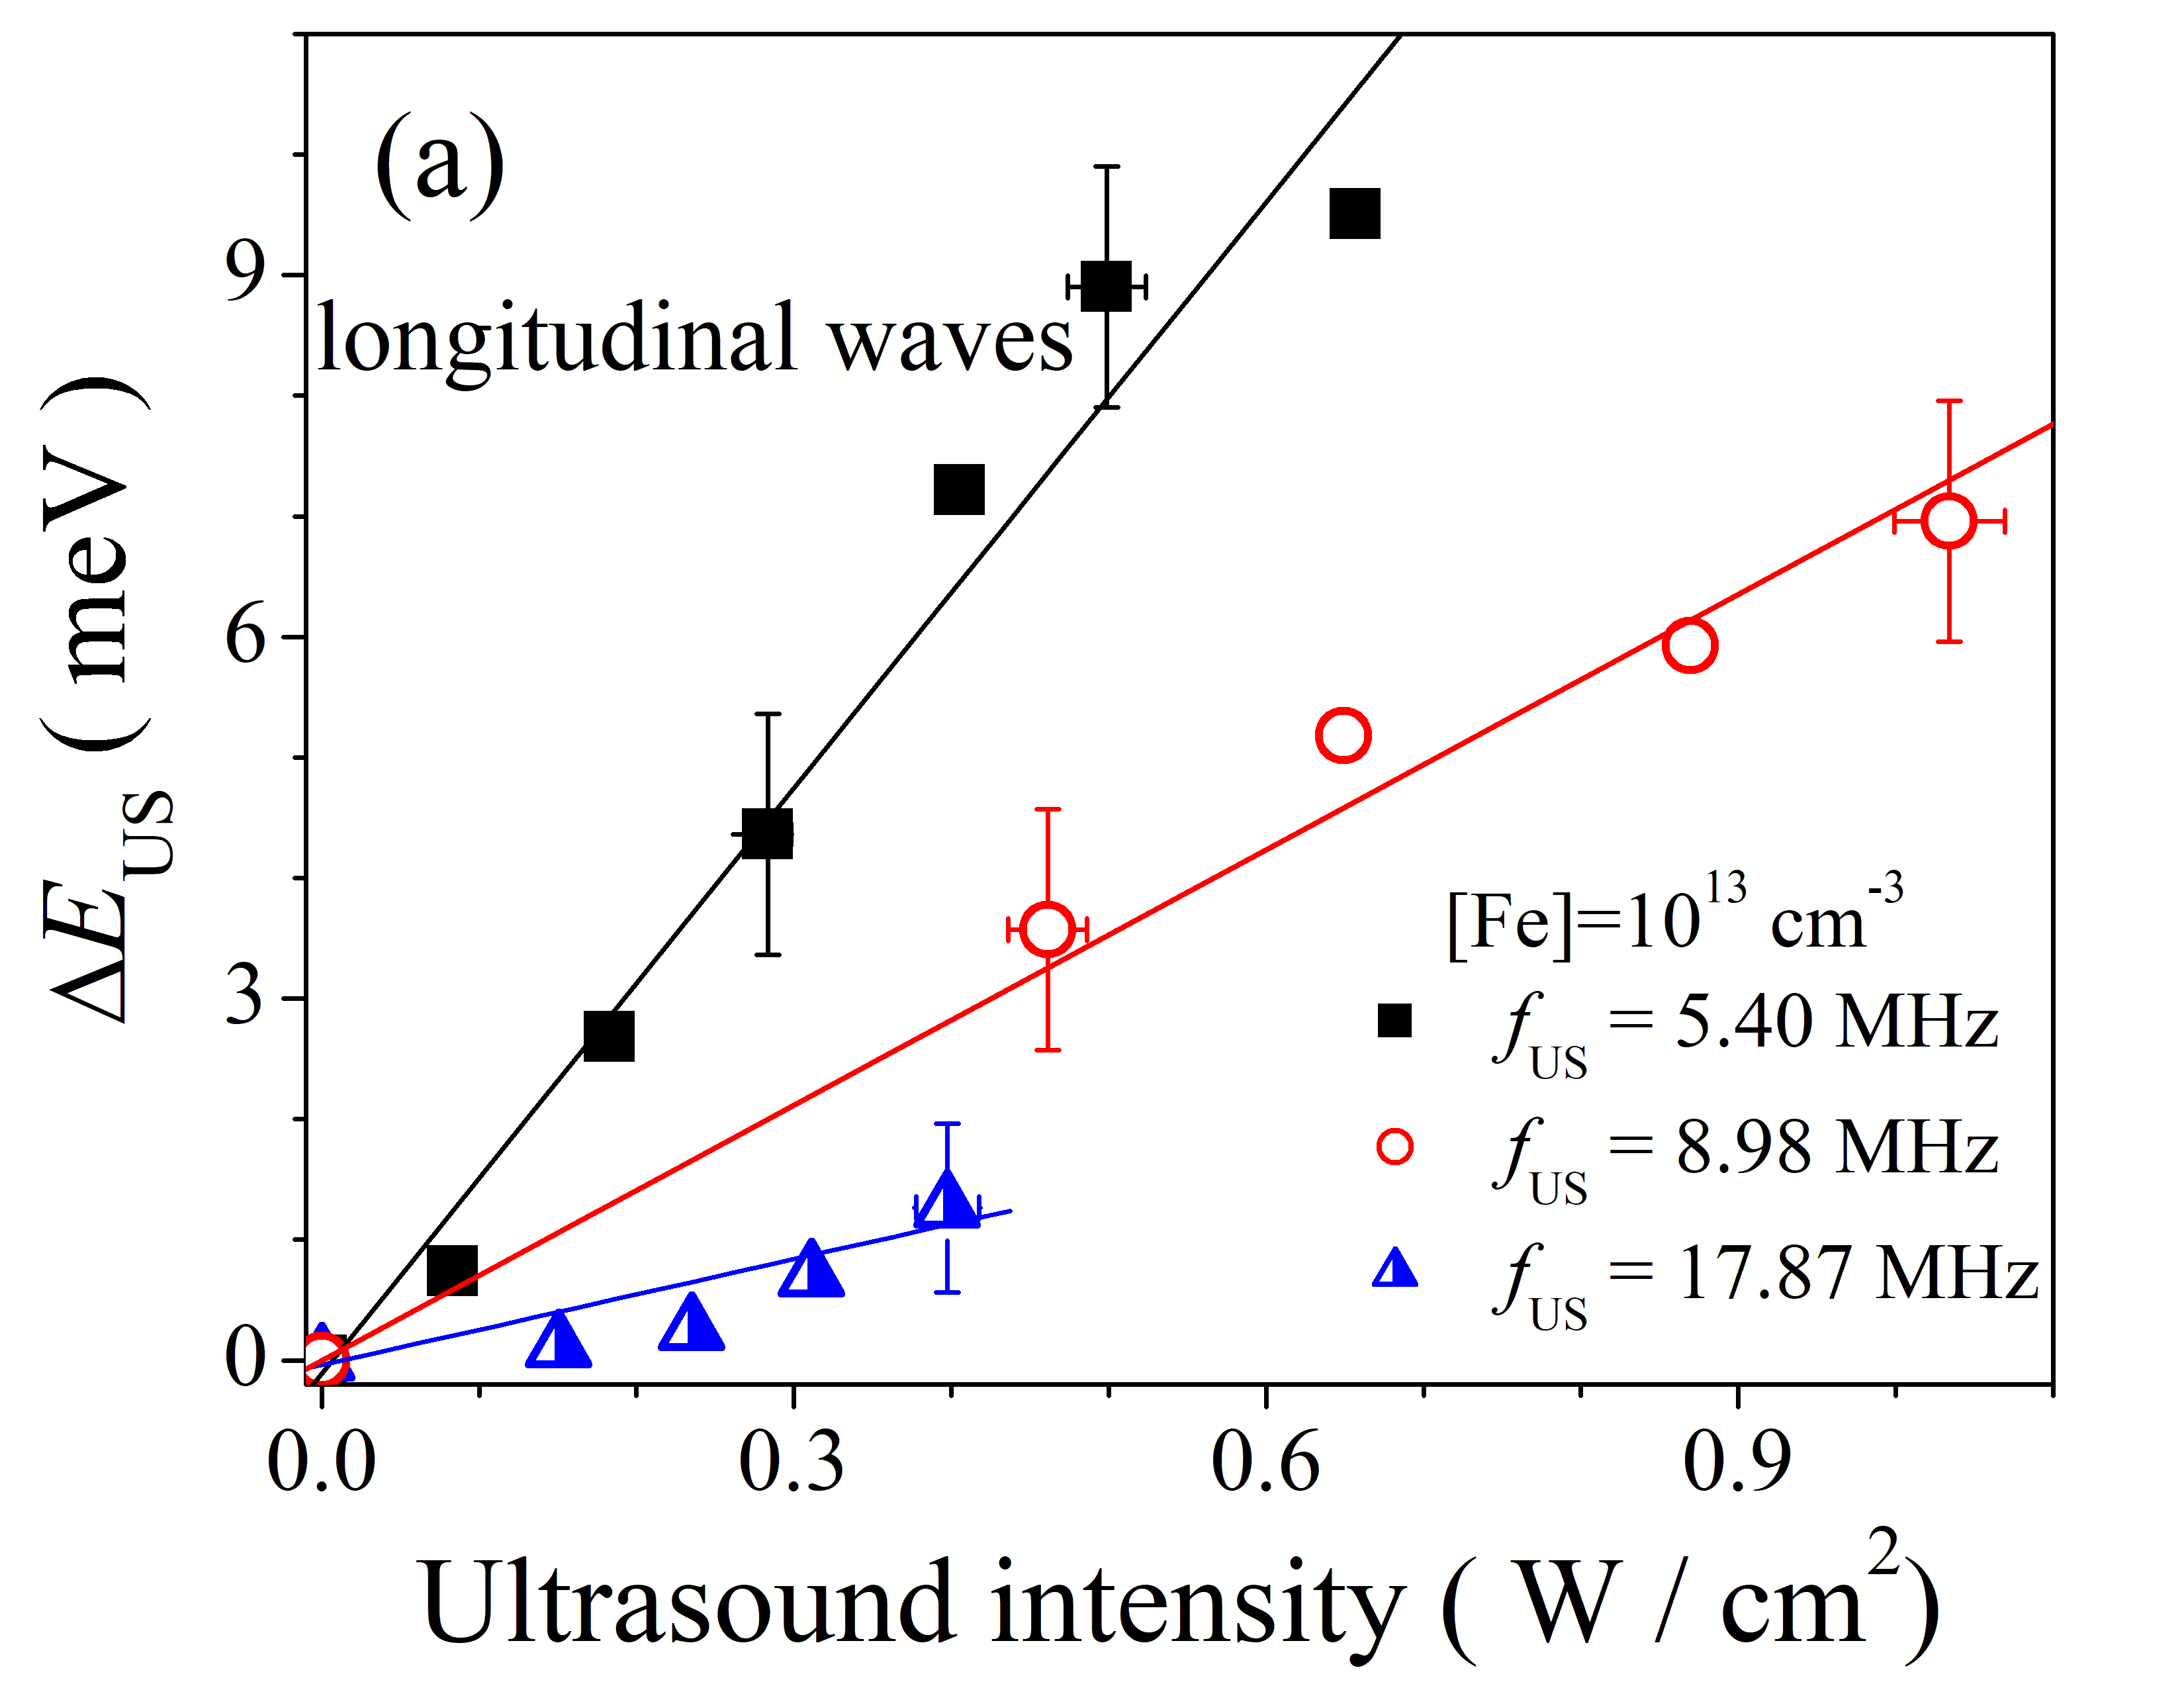 (a)
longitudinal waves
9
6
3
0
ΔE_US ( meV )
[Fe]=10^13 cm^-3
f_US = 5.40 MHz
f_US = 8.98 MHz
f_US = 17.87 MHz
0.0 0.3 0.6 0.9
Ultrasound intensity ( W / cm^2)